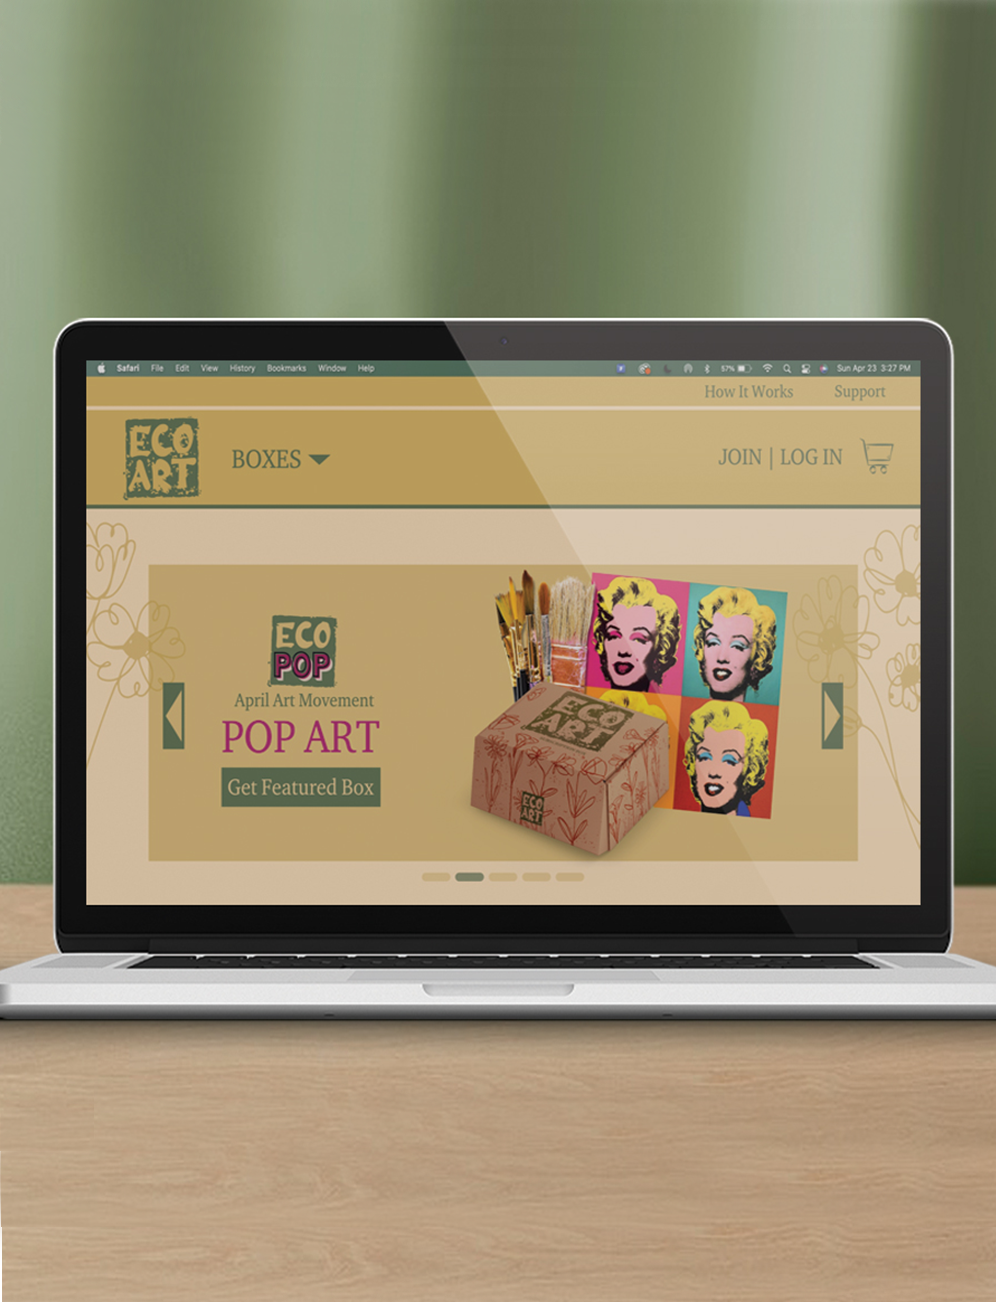 Safari File Edit View History Bookmarks Window Help 57% Sun Apr 23 3:27 PM
How It Works Support
ECO
ART
BOXES
JOIN | LOG IN
ECO
POP
April Art Movement
POP ART
Get Featured Box
ECO
ART
ECO
ART